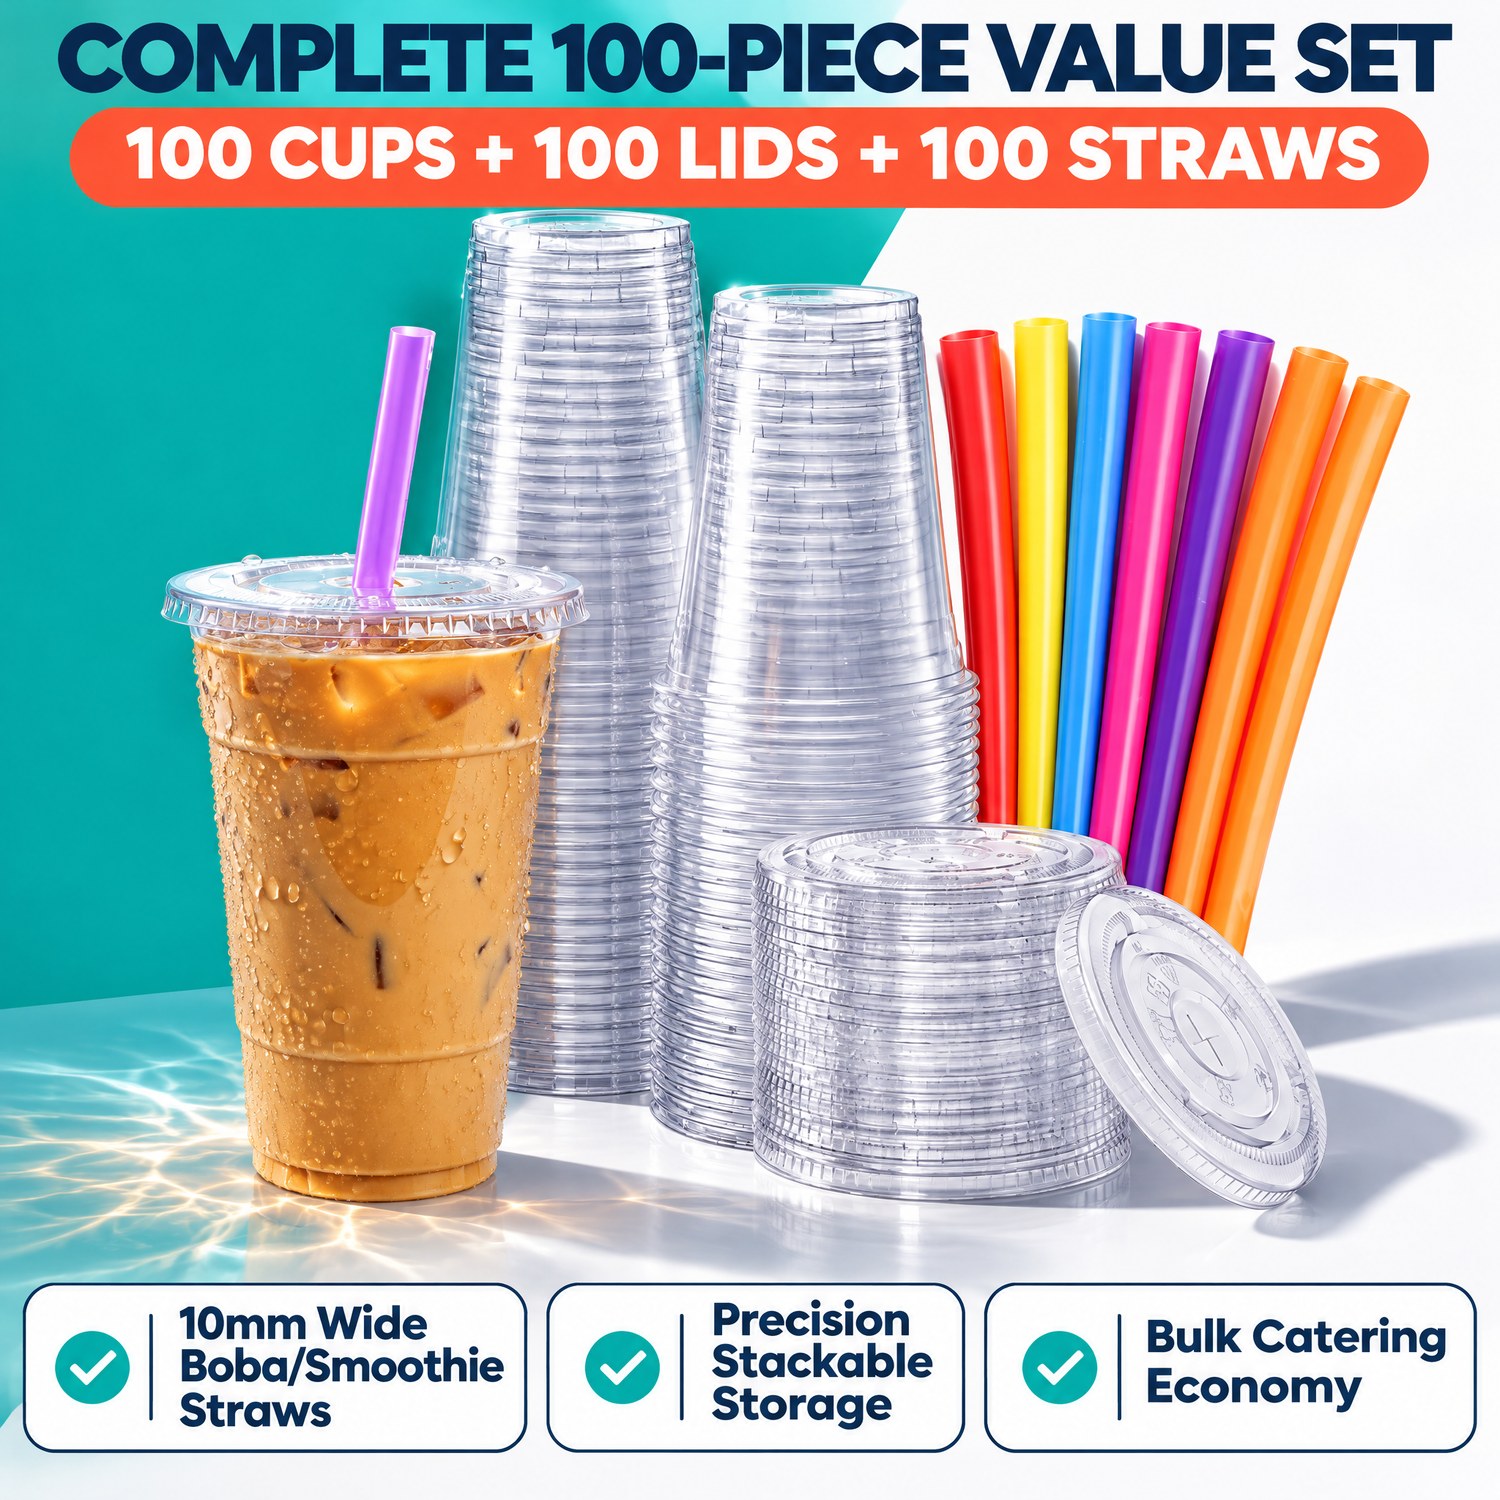 COMPLETE 100-PIECE VALUE SET
100 CUPS + 100 LIDS + 100 STRAWS
10mm Wide
Boba/Smoothie
Straws
Precision
Stackable
Storage
Bulk Catering
Economy